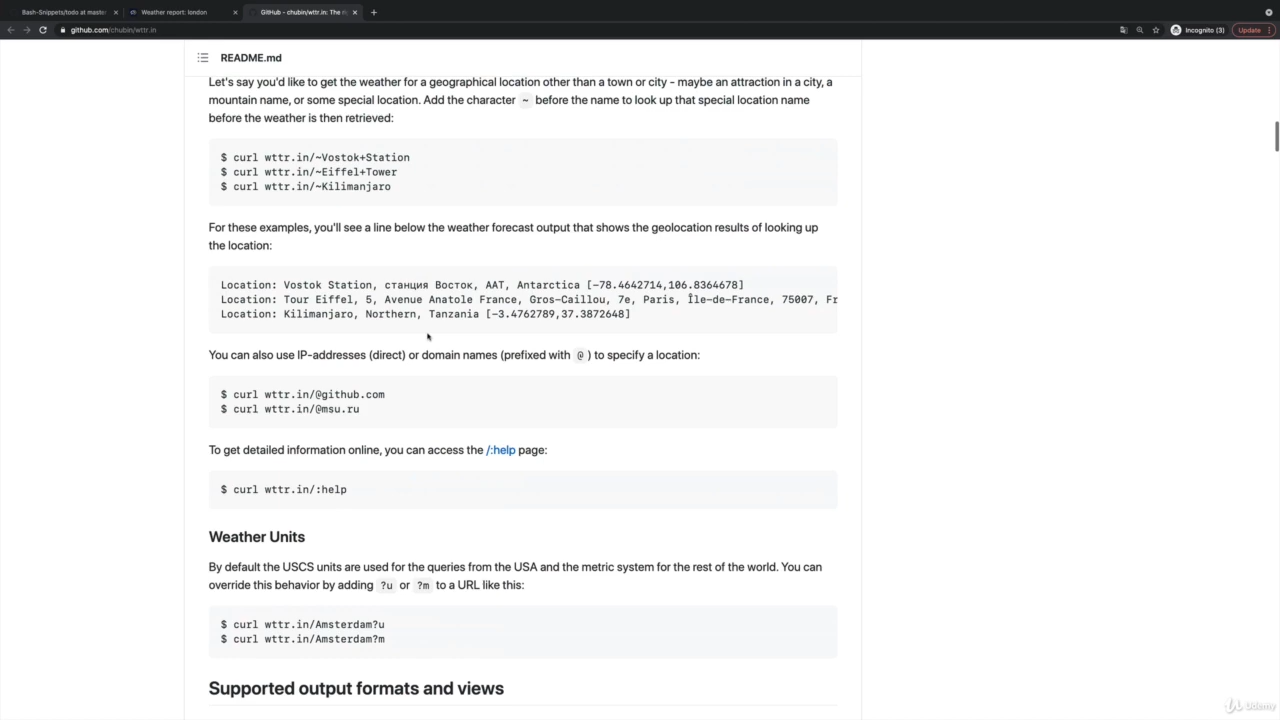 Bash-Snippets/todo at master
Weather report: london
GitHub - chubin/wttr.in: The ri
github.com/chubin/wttr.in
Incognito (3)
Update
README.md
Let's say you'd like to get the weather for a geographical location other than a town or city - maybe an attraction in a city, a
mountain name, or some special location. Add the character ~ before the name to look up that special location name
before the weather is then retrieved:
$ curl wttr.in/~Vostok+Station
$ curl wttr.in/~Eiffel+Tower
$ curl wttr.in/~Kilimanjaro
For these examples, you'll see a line below the weather forecast output that shows the geolocation results of looking up
the location:
Location: Vostok Station, станция Восток, AAT, Antarctica [-78.4642714,106.8364678]
Location: Tour Eiffel, 5, Avenue Anatole France, Gros-Caillou, 7e, Paris, Île-de-France, 75007, Fr
Location: Kilimanjaro, Northern, Tanzania [-3.4762789,37.3872648]
You can also use IP-addresses (direct) or domain names (prefixed with @ ) to specify a location:
$ curl wttr.in/@github.com
$ curl wttr.in/@msu.ru
To get detailed information online, you can access the /:help page:
$ curl wttr.in/:help
Weather Units
By default the USCS units are used for the queries from the USA and the metric system for the rest of the world. You can
override this behavior by adding ?u or ?m to a URL like this:
$ curl wttr.in/Amsterdam?u
$ curl wttr.in/Amsterdam?m
Supported output formats and views
Udemy